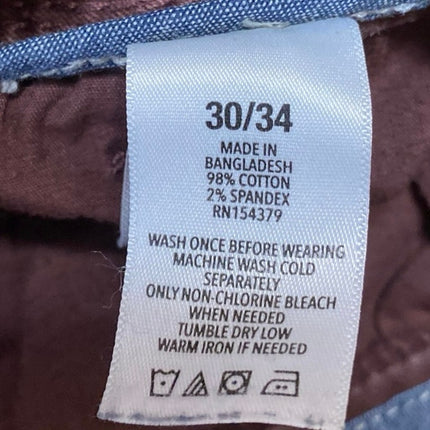 30/34
MADE IN
BANGLADESH
98% COTTON
2% SPANDEX
RN154379
WASH ONCE BEFORE WEARING
MACHINE WASH COLD
SEPARATELY
ONLY NON-CHLORINE BLEACH
WHEN NEEDED
TUMBLE DRY LOW
WARM IRON IF NEEDED